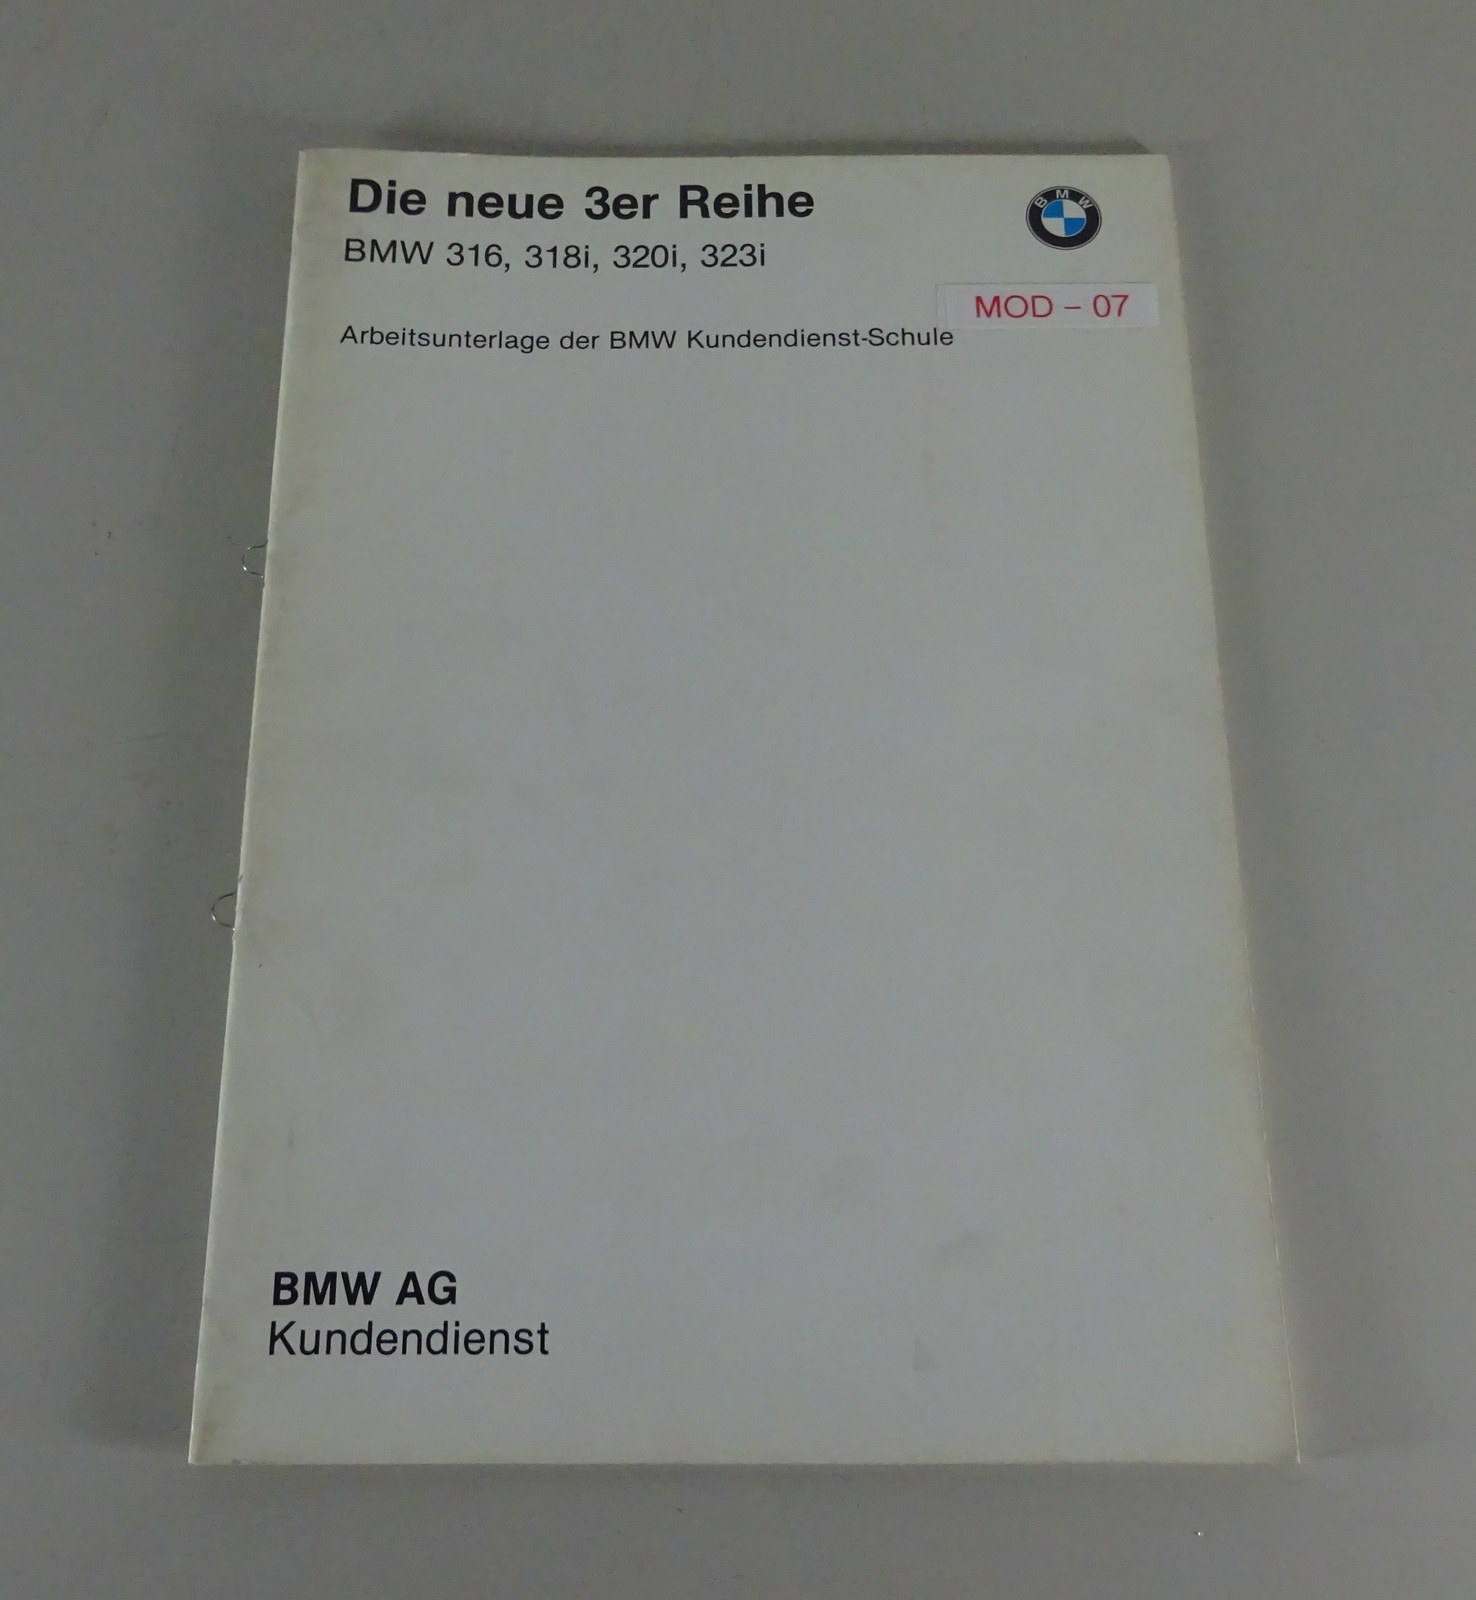 Die neue 3er Reihe
BMW
BMW 316, 318i, 320i, 323i
MOD – 07
Arbeitsunterlage der BMW Kundendienst-Schule
BMW AG
Kundendienst